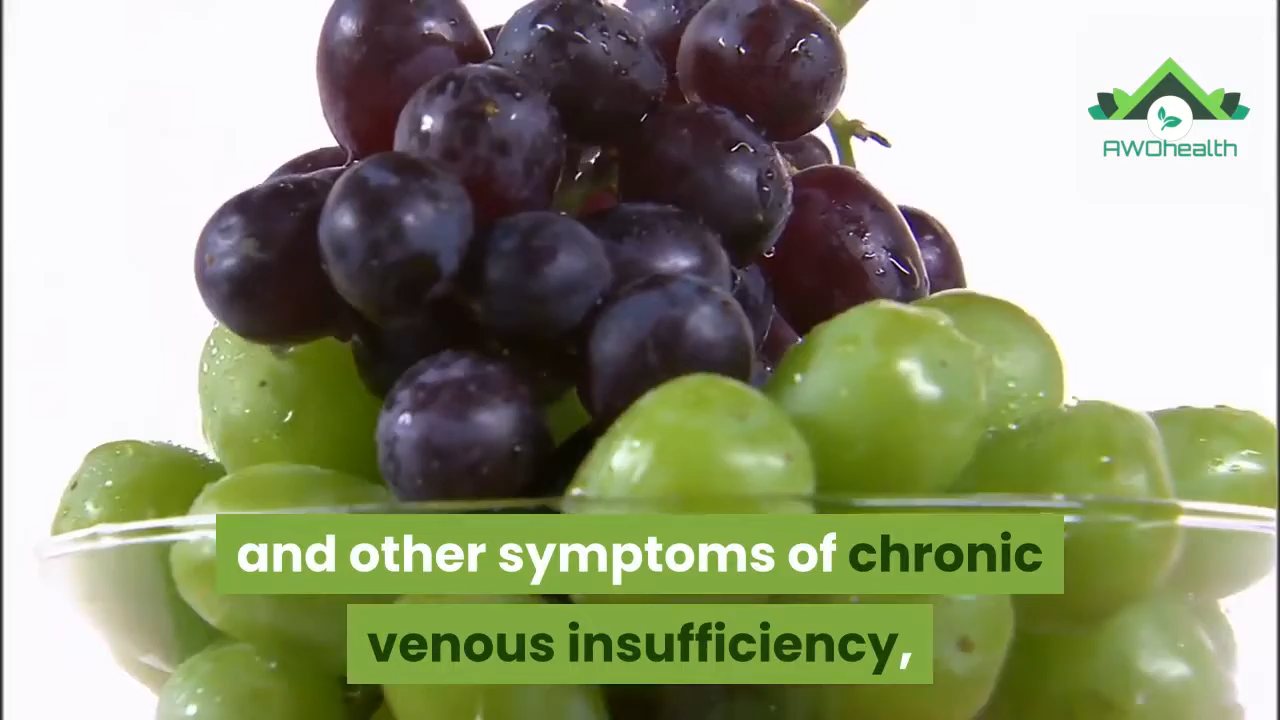 AWOhealth
and other symptoms of chronic
venous insufficiency,